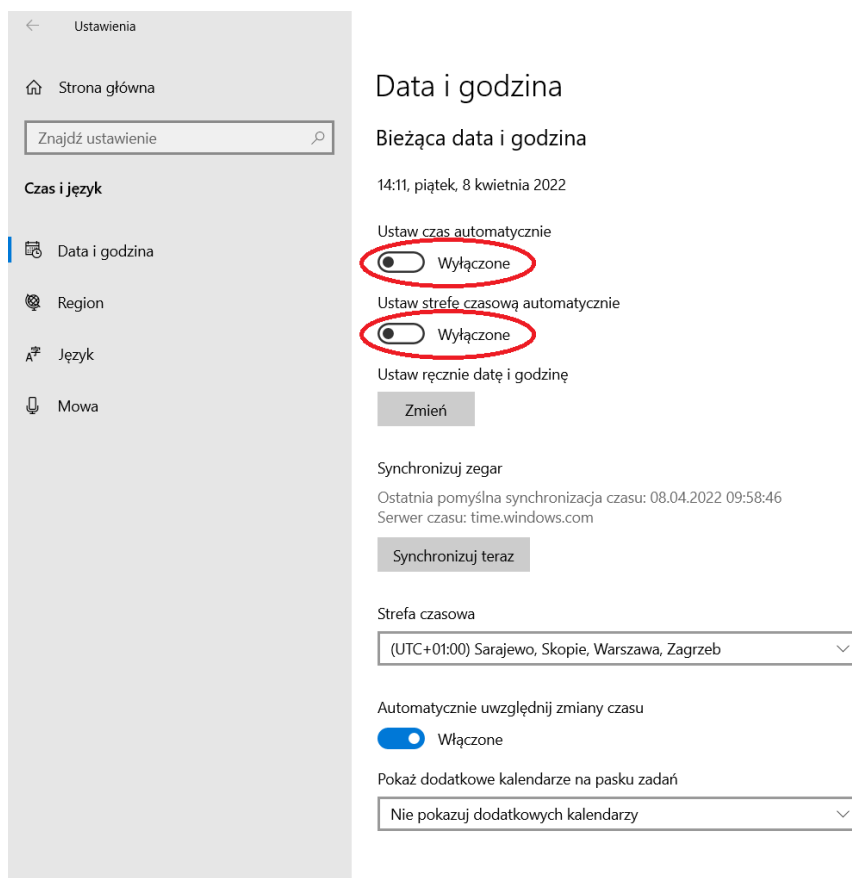 Ustawienia
Strona główna
Znajdź ustawienie
Czas i język
Data i godzina
Region
Język
Mowa
Data i godzina
Bieżąca data i godzina
14:11, piątek, 8 kwietnia 2022
Ustaw czas automatycznie
Wyłączone
Ustaw strefę czasową automatycznie
Wyłączone
Ustaw ręcznie datę i godzinę
Zmień
Synchronizuj zegar
Ostatnia pomyślna synchronizacja czasu: 08.04.2022 09:58:46
Serwer czasu: time.windows.com
Synchronizuj teraz
Strefa czasowa
(UTC+01:00) Sarajewo, Skopie, Warszawa, Zagrzeb
Automatycznie uwzględnij zmiany czasu
Włączone
Pokaż dodatkowe kalendarze na pasku zadań
Nie pokazuj dodatkowych kalendarzy